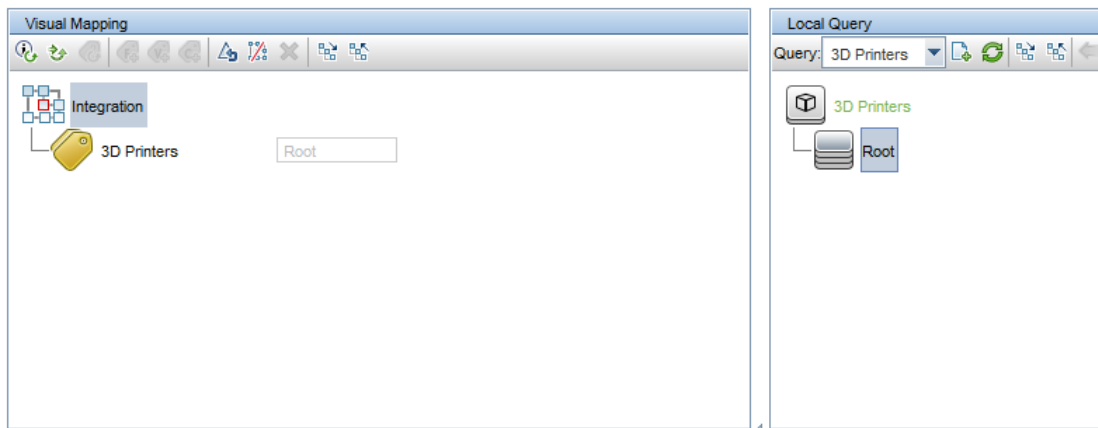 Visual Mapping
Integration
3D Printers
Root
Local Query
Query: 3D Printers
3D Printers
Root